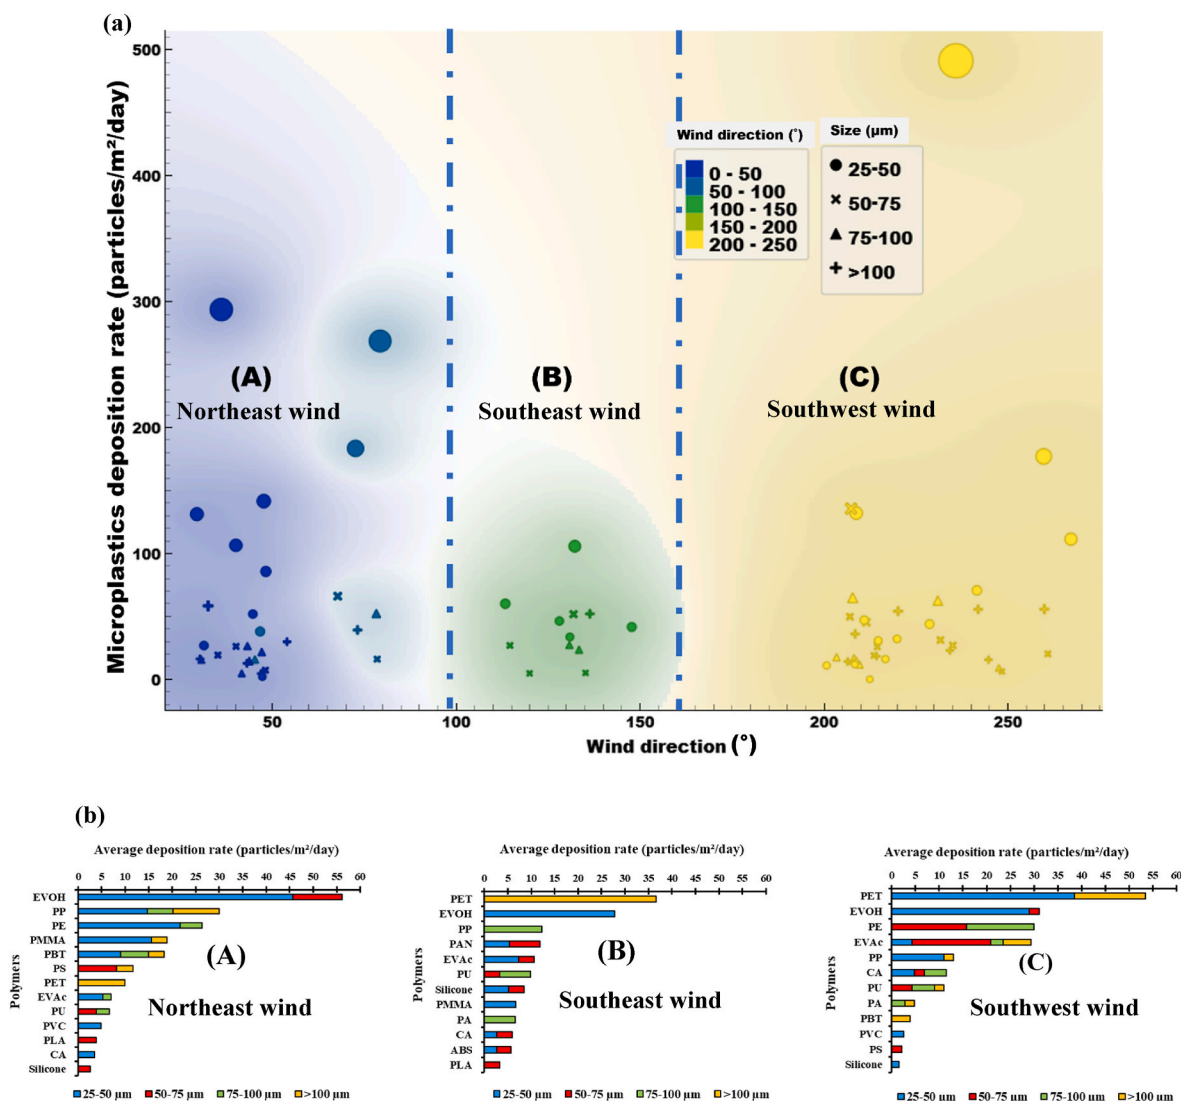 (a)
Microplastics deposition rate (particles/m²/day)
500
400
300
200
100
0
Wind direction (°)
0 - 50
50 - 100
100 - 150
150 - 200
200 - 250
Size (µm)
25-50
50-75
75-100
>100
(A)
Northeast wind
(B)
Southeast wind
(C)
Southwest wind
50 100 150 200 250
Wind direction (°)
(b)
Average deposition rate (particles/m²/day)
0 5 10 15 20 25 30 35 40 45 50 55 60
Polymers
EVOH
PP
PE
PMMA
PBT
PS
PET
EVAc
PU
PVC
PLA
CA
Silicone
(A)
Northeast wind
25-50 µm 50-75 µm 75-100 µm >100 µm
Average deposition rate (particles/m²/day)
0 5 10 15 20 25 30 35 40 45 50 55 60
Polymers
PET
EVOH
PP
PAN
EVAc
PU
Silicone
PMMA
PA
CA
ABS
PLA
(B)
Southeast wind
25-50 µm 50-75 µm 75-100 µm >100 µm
Average deposition rate (particles/m²/day)
0 5 10 15 20 25 30 35 40 45 50 55 60
Polymers
PET
EVOH
PE
EVAc
PP
CA
PU
PA
PBT
PVC
PS
Silicone
(C)
Southwest wind
25-50 µm 50-75 µm 75-100 µm >100 µm